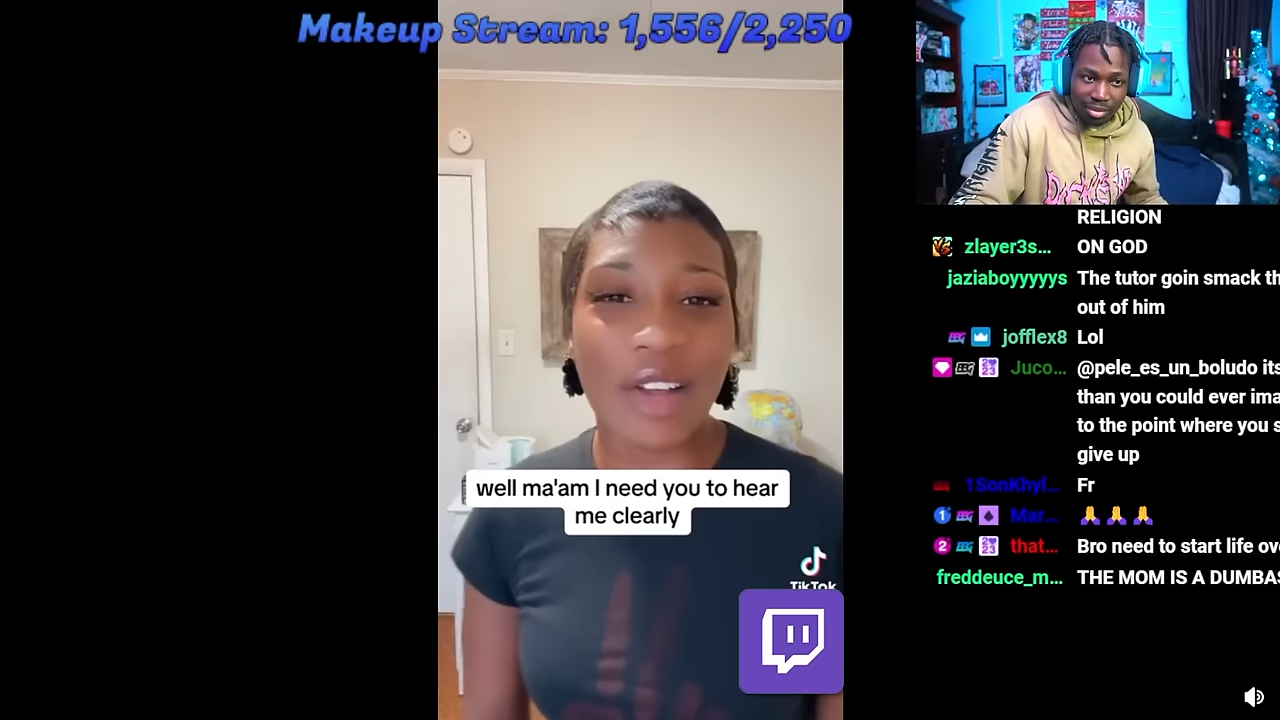 Makeup Stream: 1,556/2,250
RELIGION
zlayer3s... ON GOD
jaziaboyyyyys The tutor goin smack th
out of him
jofflex8 Lol
Juco... @pele_es_un_boludo its
than you could ever ima
to the point where you s
give up
1SonKhyl... Fr
Mar... 🙏🙏🙏
that... Bro need to start life ov
freddeuce_m... THE MOM IS A DUMBAS
well ma'am I need you to hear
me clearly
TikTok